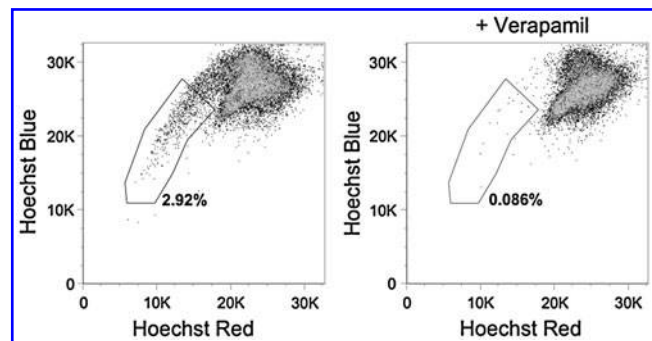 + Verapamil
30K
20K
10K
0
Hoechst Blue
2.92%
0
10K
20K
30K
Hoechst Red
30K
20K
10K
0
Hoechst Blue
0.086%
0
10K
20K
30K
Hoechst Red